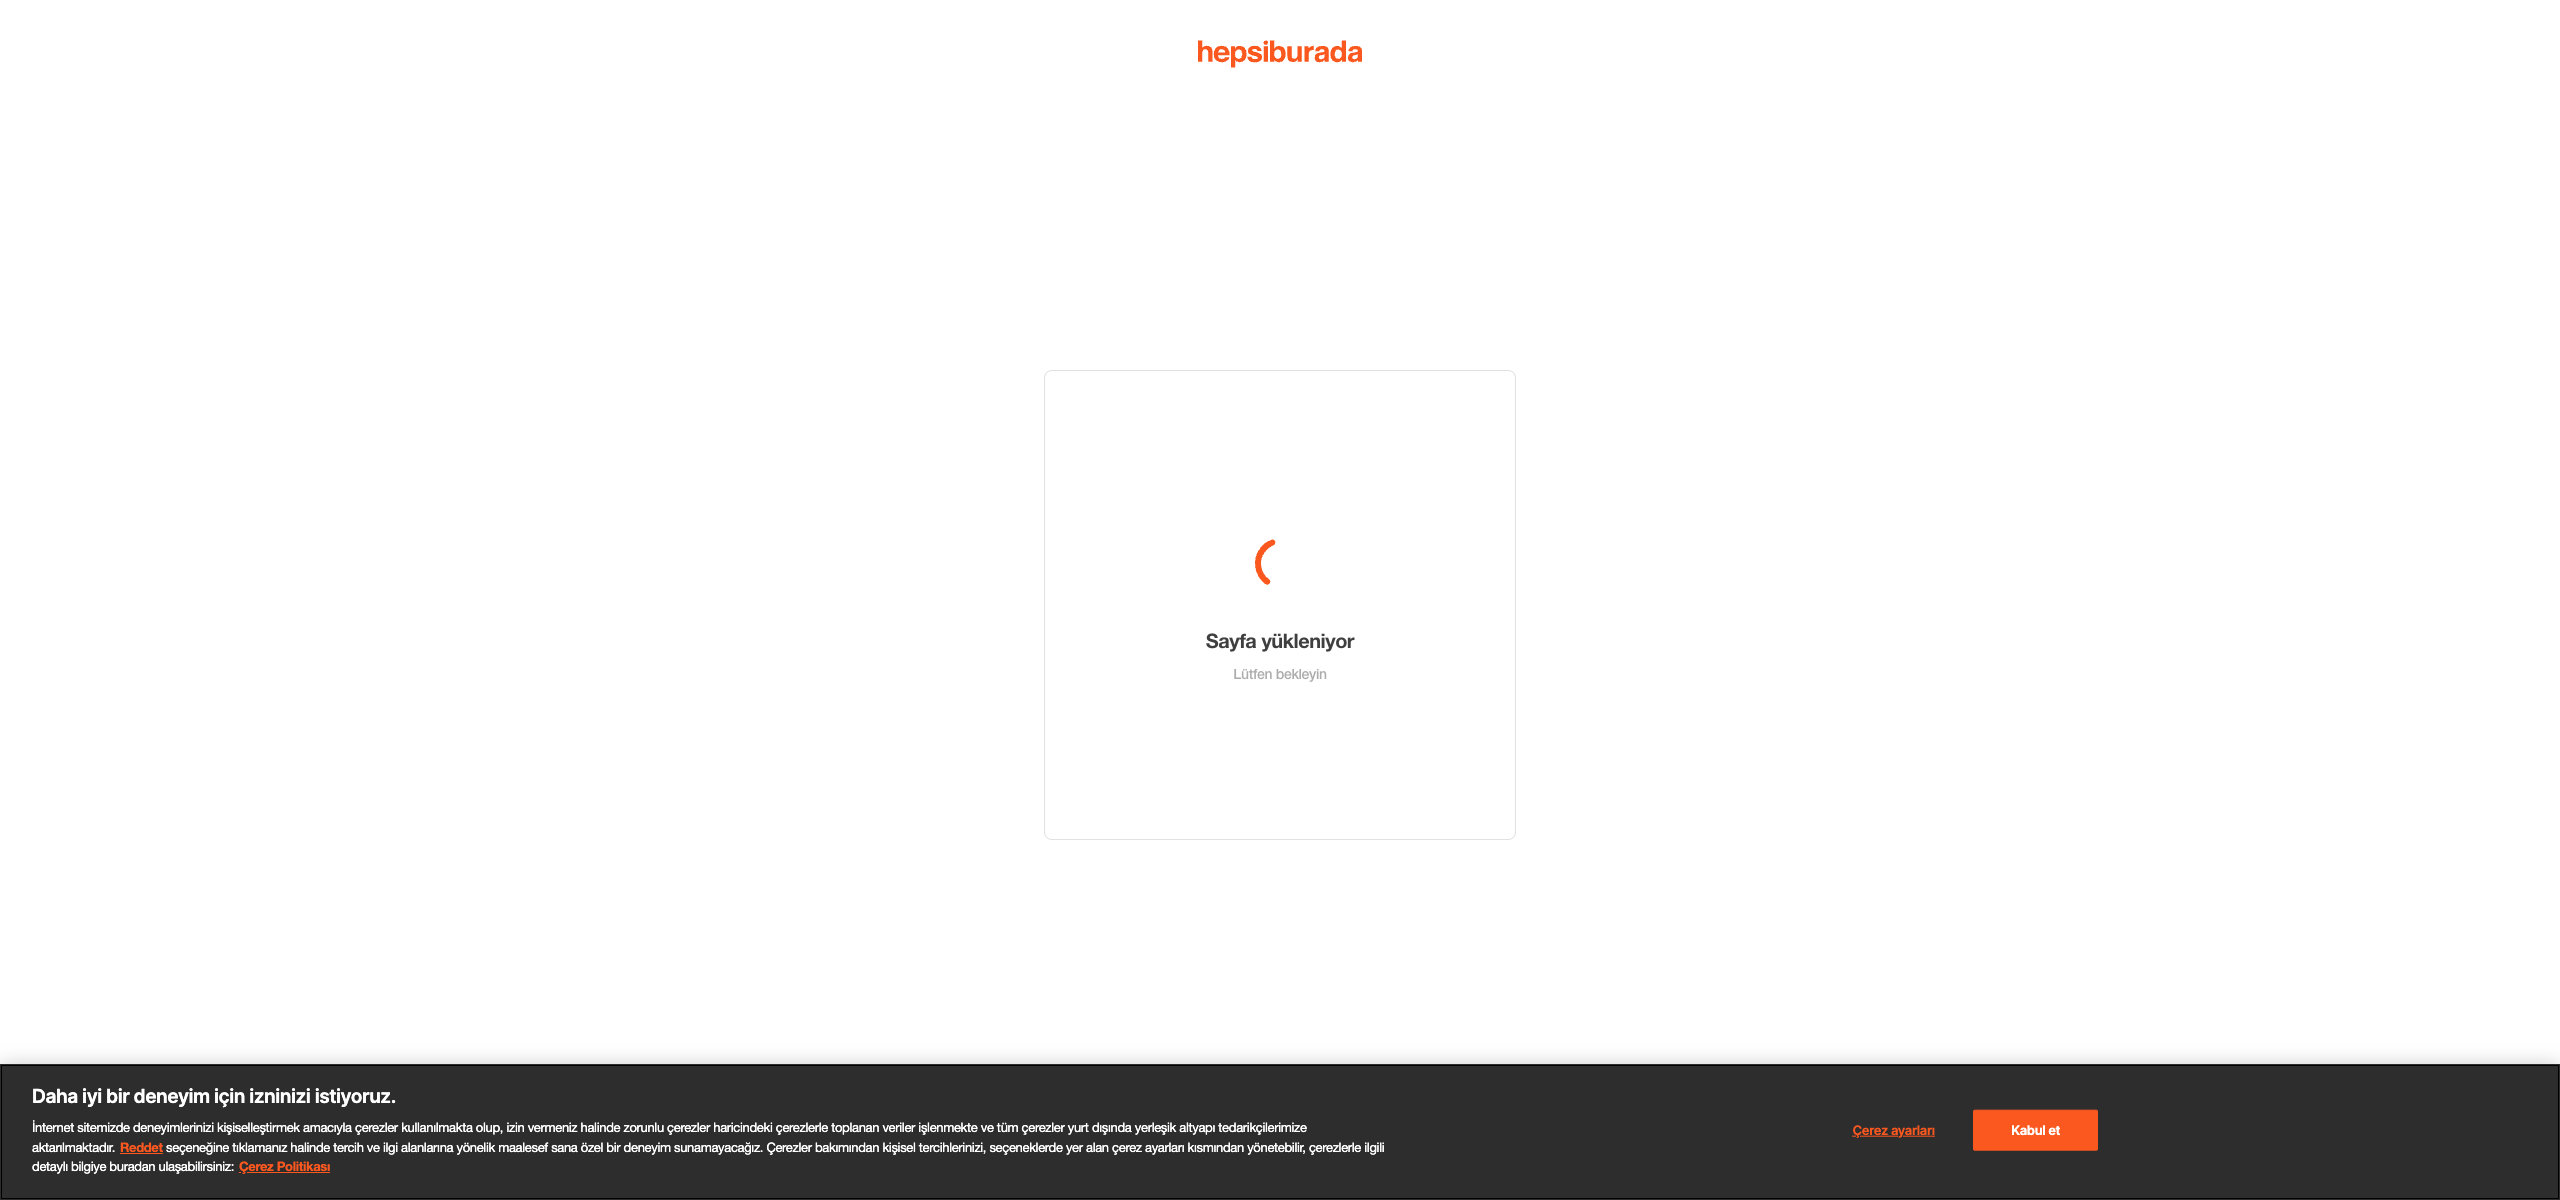 hepsiburada
Sayfa yükleniyor
Lütfen bekleyin
Daha iyi bir deneyim için izninizi istiyoruz.
İnternet sitemizde deneyimlerinizi kişiselleştirmek amacıyla çerezler kullanılmakta olup, izin vermeniz halinde zorunlu çerezler haricindeki çerezlerle toplanan veriler işlenmekte ve tüm çerezler yurt dışında yerleşik altyapı tedarikçilerimize
aktarılmaktadır. Reddet seçeneğine tıklamanız halinde tercih ve ilgi alanlarına yönelik maalesef sana özel bir deneyim sunamayacağız. Çerezler bakımından kişisel tercihlerinizi, seçeneklerde yer alan çerez ayarları kısmından yönetebilir, çerezlerle ilgili
detaylı bilgiye buradan ulaşabilirsiniz: Çerez Politikası
Çerez ayarları
Kabul et